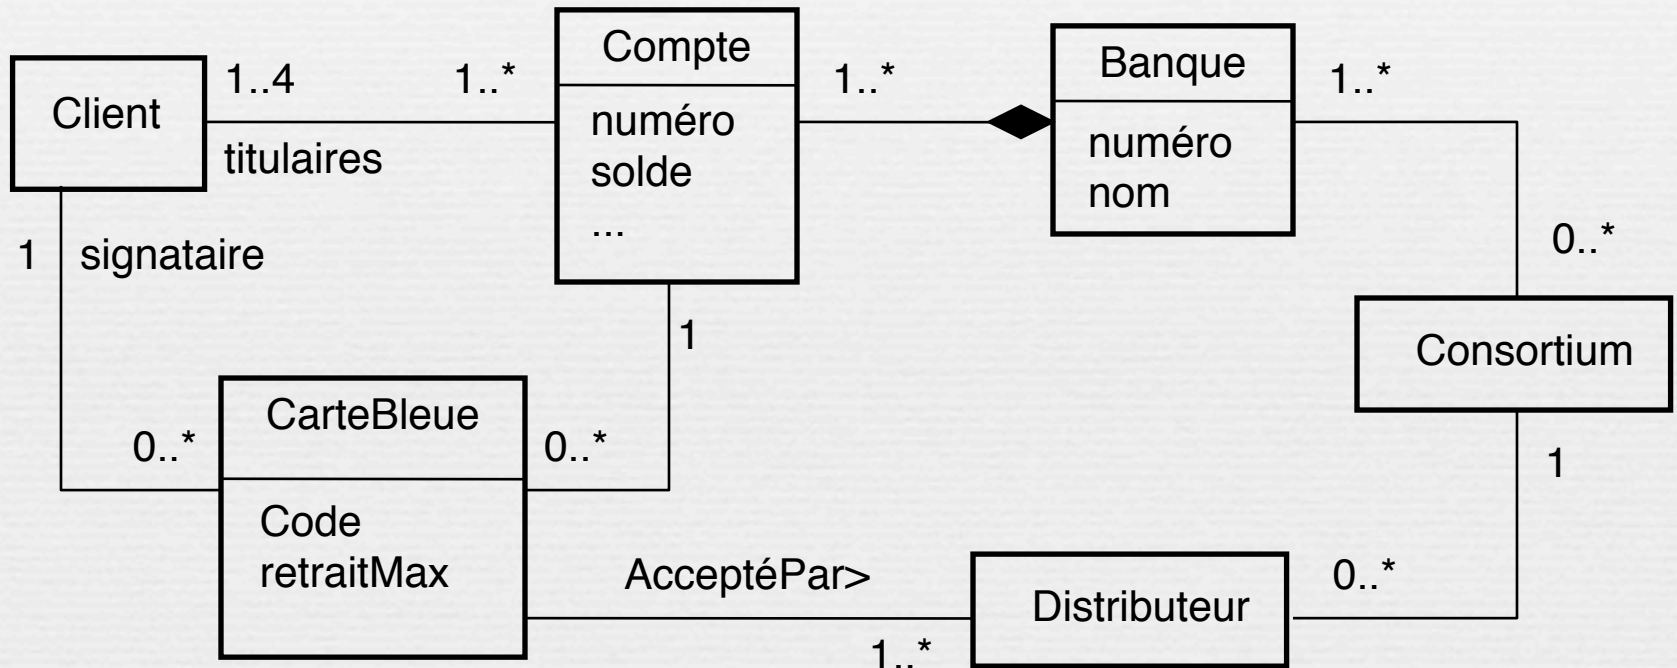 Client
1..4
titulaires
1..*
Compte
numéro
solde
...
1..*
Banque
numéro
nom
1..*
0..*
1
signataire
1
Consortium
CarteBleue
Code
retraitMax
0..*
0..*
1
AcceptéPar>
1..*
Distributeur
0..*